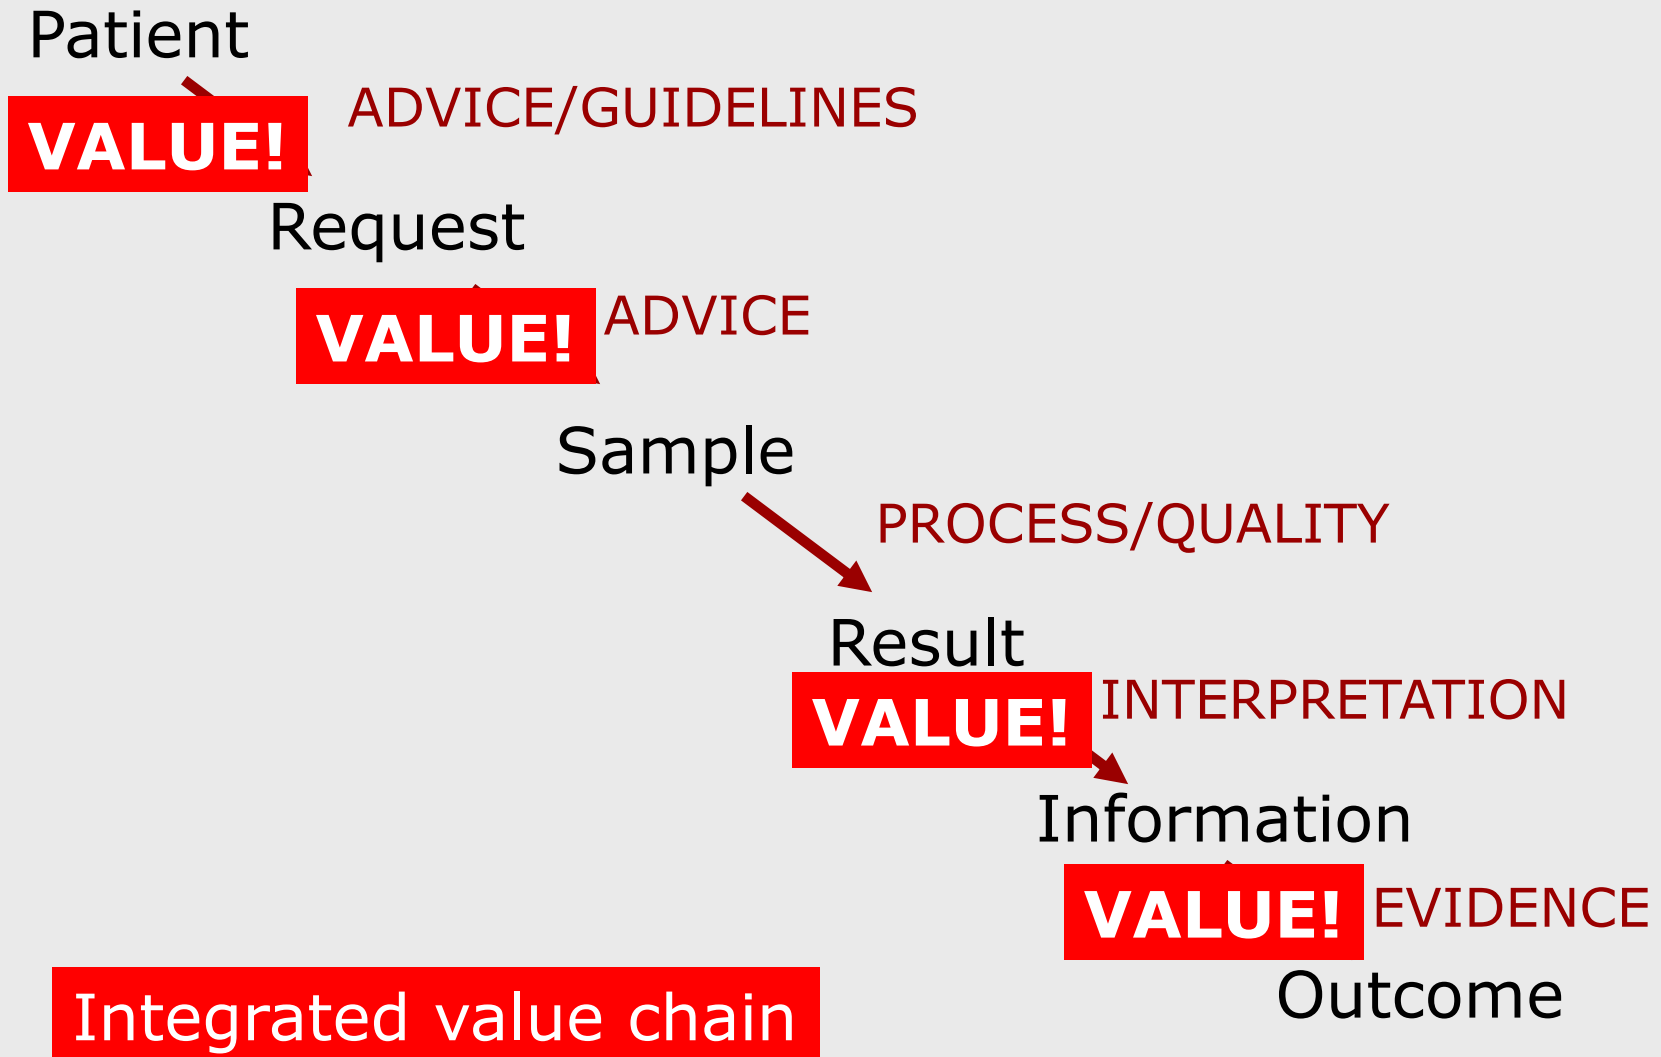 Patient
ADVICE/GUIDELINES
VALUE!
Request
ADVICE
VALUE!
Sample
PROCESS/QUALITY
Result
INTERPRETATION
VALUE!
Information
VALUE!
EVIDENCE
Outcome
Integrated value chain